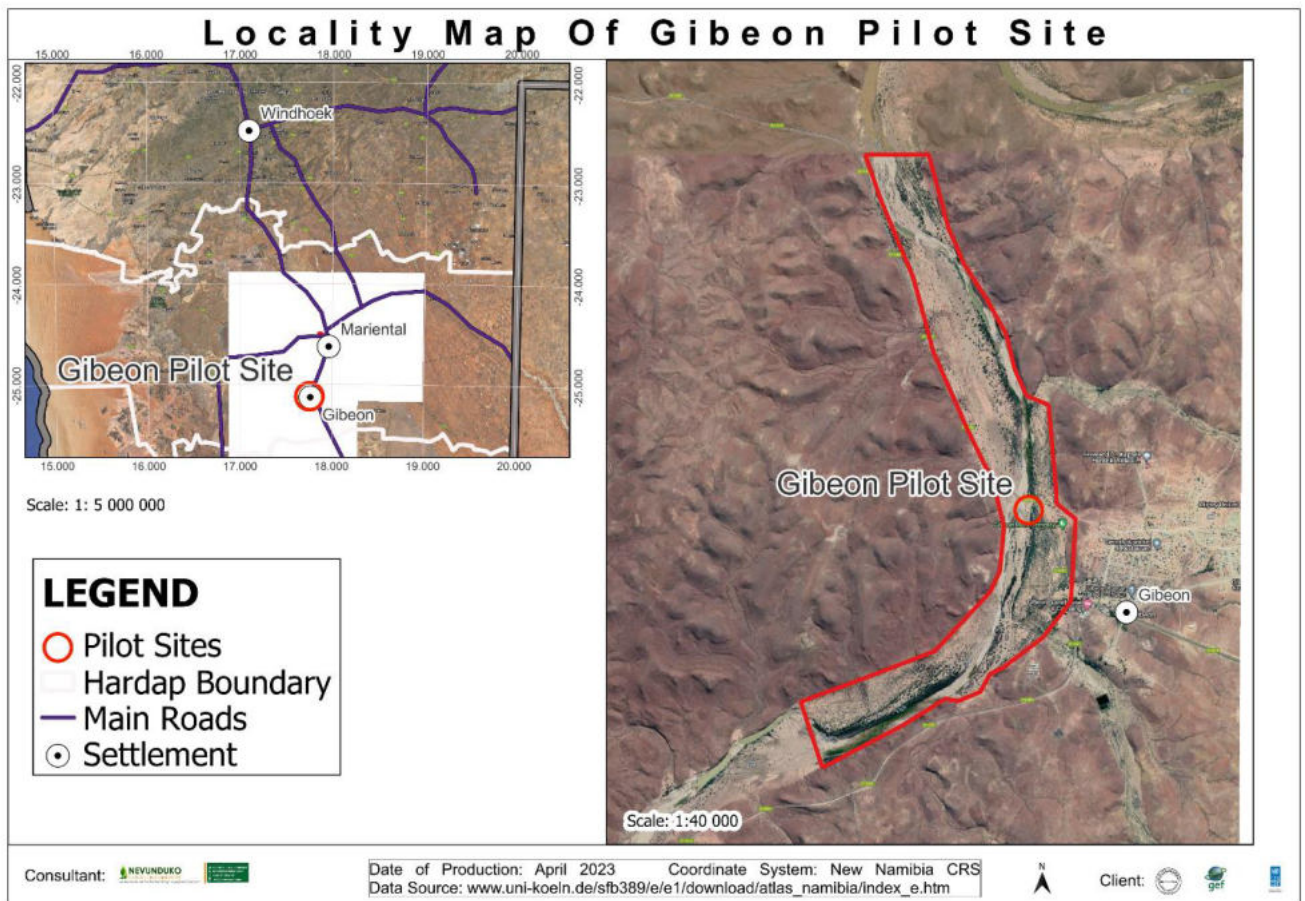 Locality Map Of Gibeon Pilot Site
15.000 16.000 17.000 18.000 19.000 20.000
-22.000
-23.000
-24.000
-25.000
-22.000
-23.000
-24.000
-25.000
Windhoek
Mariental
Gibeon Pilot Site
Gibeon
15.000 16.000 17.000 18.000 19.000 20.000
Scale: 1: 5 000 000
LEGEND
Pilot Sites
Hardap Boundary
Main Roads
Settlement
Gibeon Pilot Site
Gibeon
Scale: 1:40 000
Consultant:
NEVUNDUKO
Date of Production: April 2023 Coordinate System: New Namibia CRS
Data Source: www.uni-koeln.de/sfb389/e/e1/download/atlas_namibia/index_e.htm
N
Client:
gef